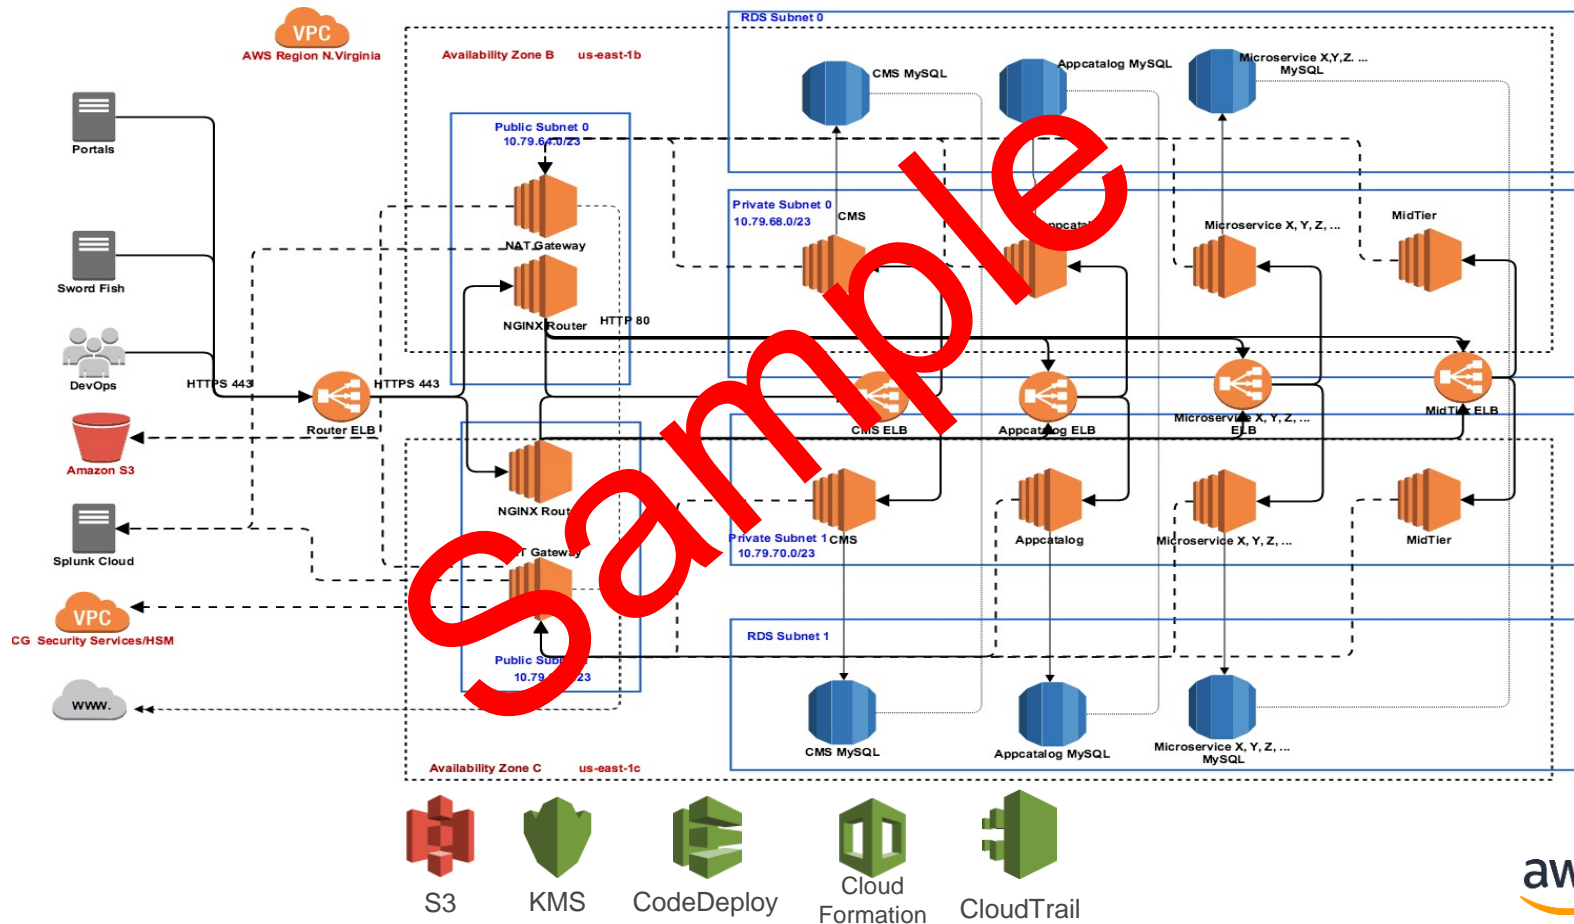 RDS Subnet 0
VPC
AWS Region N.Virginia
Availability Zone B us-east-1b
CMS MySQL
Appcatalog MySQL
Microservice X,Y,Z. ...
MySQL
Portals
Public Subnet 0
10.79.64.0/23
Private Subnet 0
10.79.68.0/23
CMS
Microservice X, Y, Z, ...
MidTier
NAT Gateway
Sword Fish
NGINX Router
HTTP 80
DevOps
HTTPS 443
HTTPS 443
Router ELB
CMS ELB
Appcatalog ELB
Microservice X, Y, Z, ...
ELB
MidTier ELB
Amazon S3
Splunk Cloud
NGINX Router
Gateway
Private Subnet 1
10.79.70.0/23
CMS
Appcatalog
Microservice X, Y, Z, ...
MidTier
VPC
CG Security Services/HSM
RDS Subnet 1
Public
www.
CMS MySQL
Appcatalog MySQL
Microservice X, Y, Z, ...
MySQL
Availability Zone C us-east-1c
Sample
S3
KMS
CodeDeploy
Cloud
Formation
CloudTrail